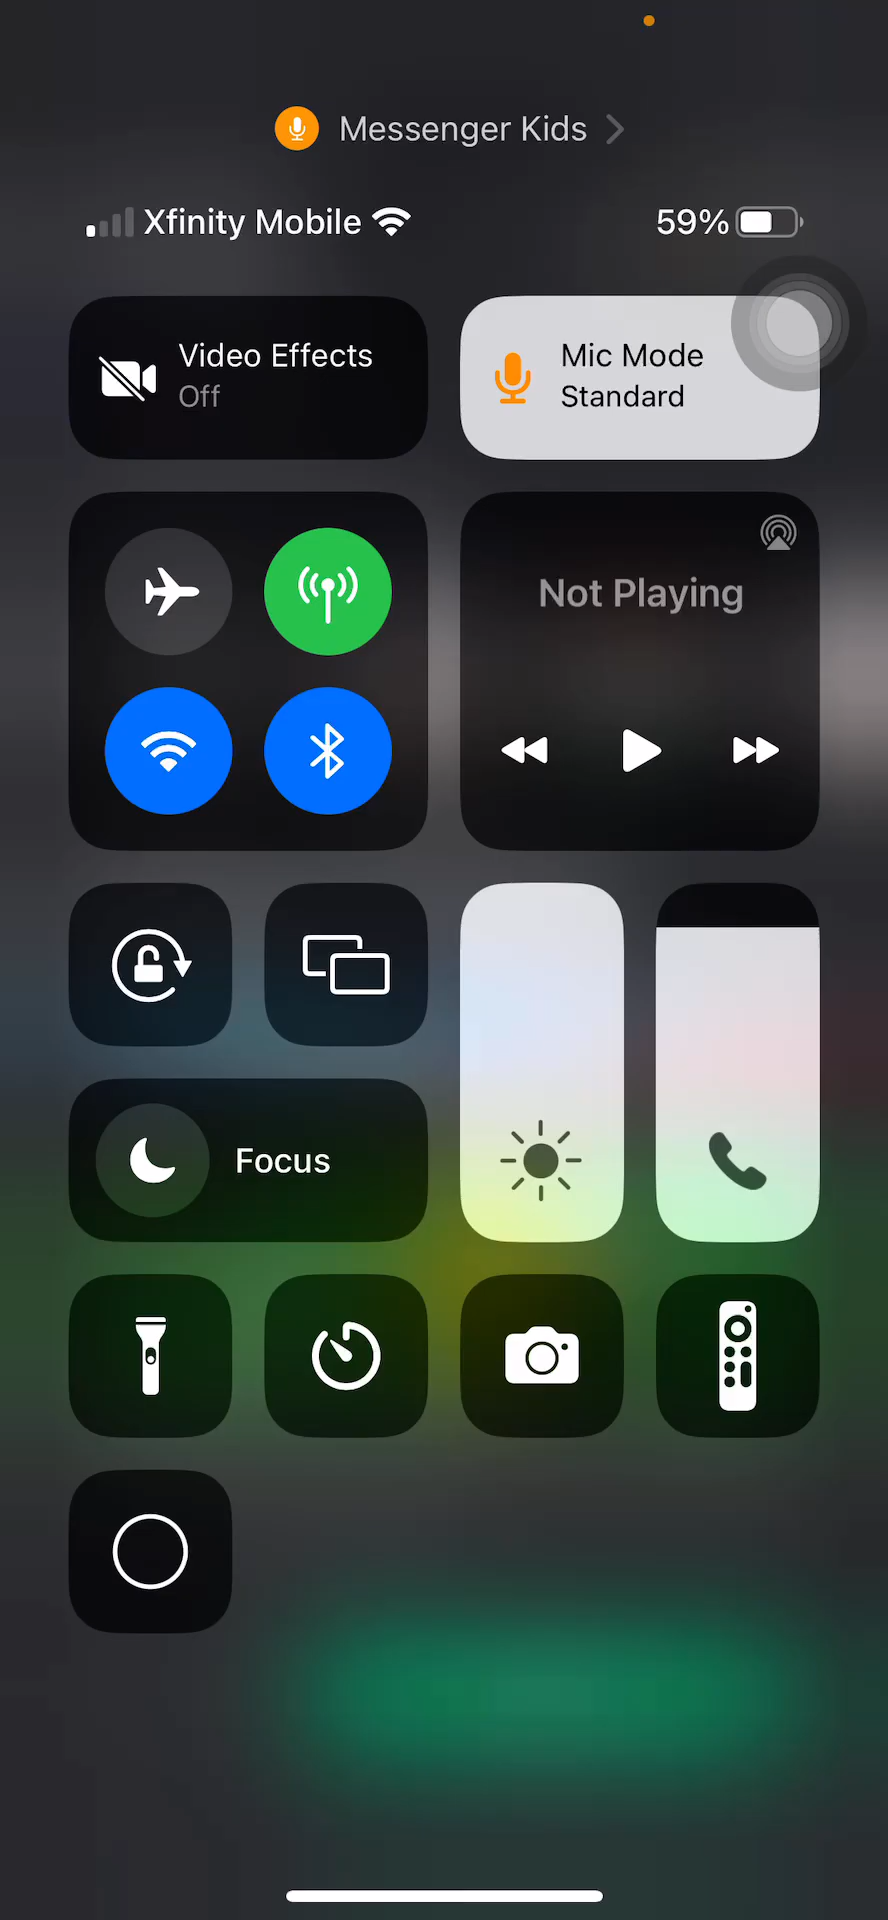 Messenger Kids
Xfinity Mobile
59%
Video Effects
Off
Mic Mode
Standard
Not Playing
Focus